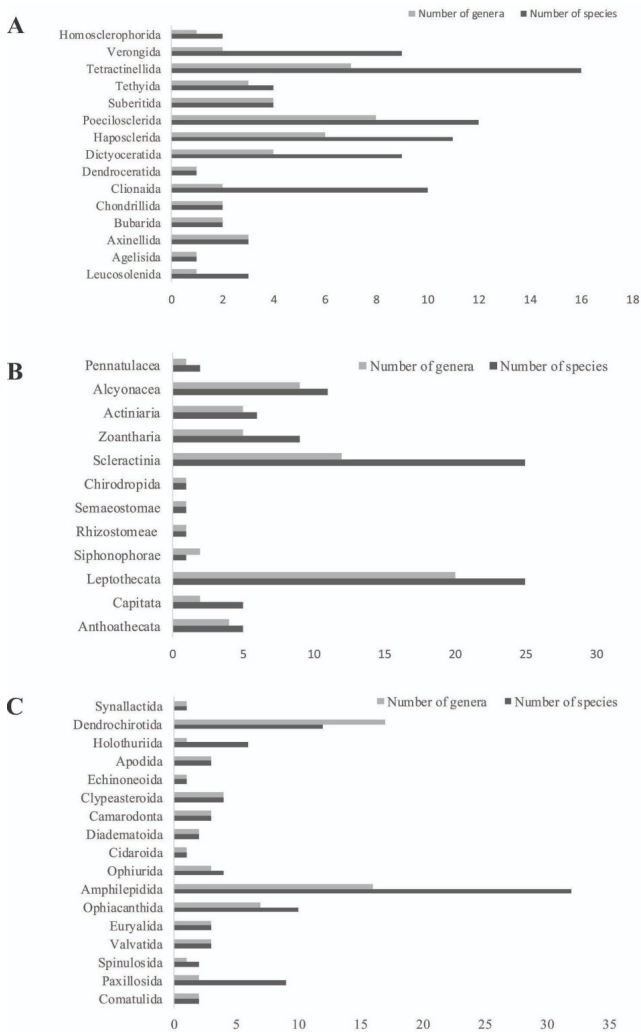 A
Number of genera Number of species
Homosclerophorida
Verongida
Tetractinellida
Tethyida
Suberitida
Poecilosclerida
Haposclerida
Dictyoceratida
Dendroceratida
Clionaida
Chondrillida
Bubarida
Axinellida
Agelisida
Leucosolenida
0 2 4 6 8 10 12 14 16 18
B
Number of genera Number of species
Pennatulacea
Alcyonacea
Actiniaria
Zoantharia
Scleractinia
Chirodropida
Semaeostomae
Rhizostomeae
Siphonophorae
Leptothecata
Capitata
Anthoathecata
0 5 10 15 20 25 30
C
Number of genera Number of species
Synallactida
Dendrochirotida
Holothuriida
Apodida
Echinoneoida
Clypeasteroida
Camarodonta
Diadematoida
Cidaroida
Ophiurida
Amphilepidida
Ophiacanthida
Euryalida
Valvatida
Spinulosida
Paxillosida
Comatulida
0 5 10 15 20 25 30 35